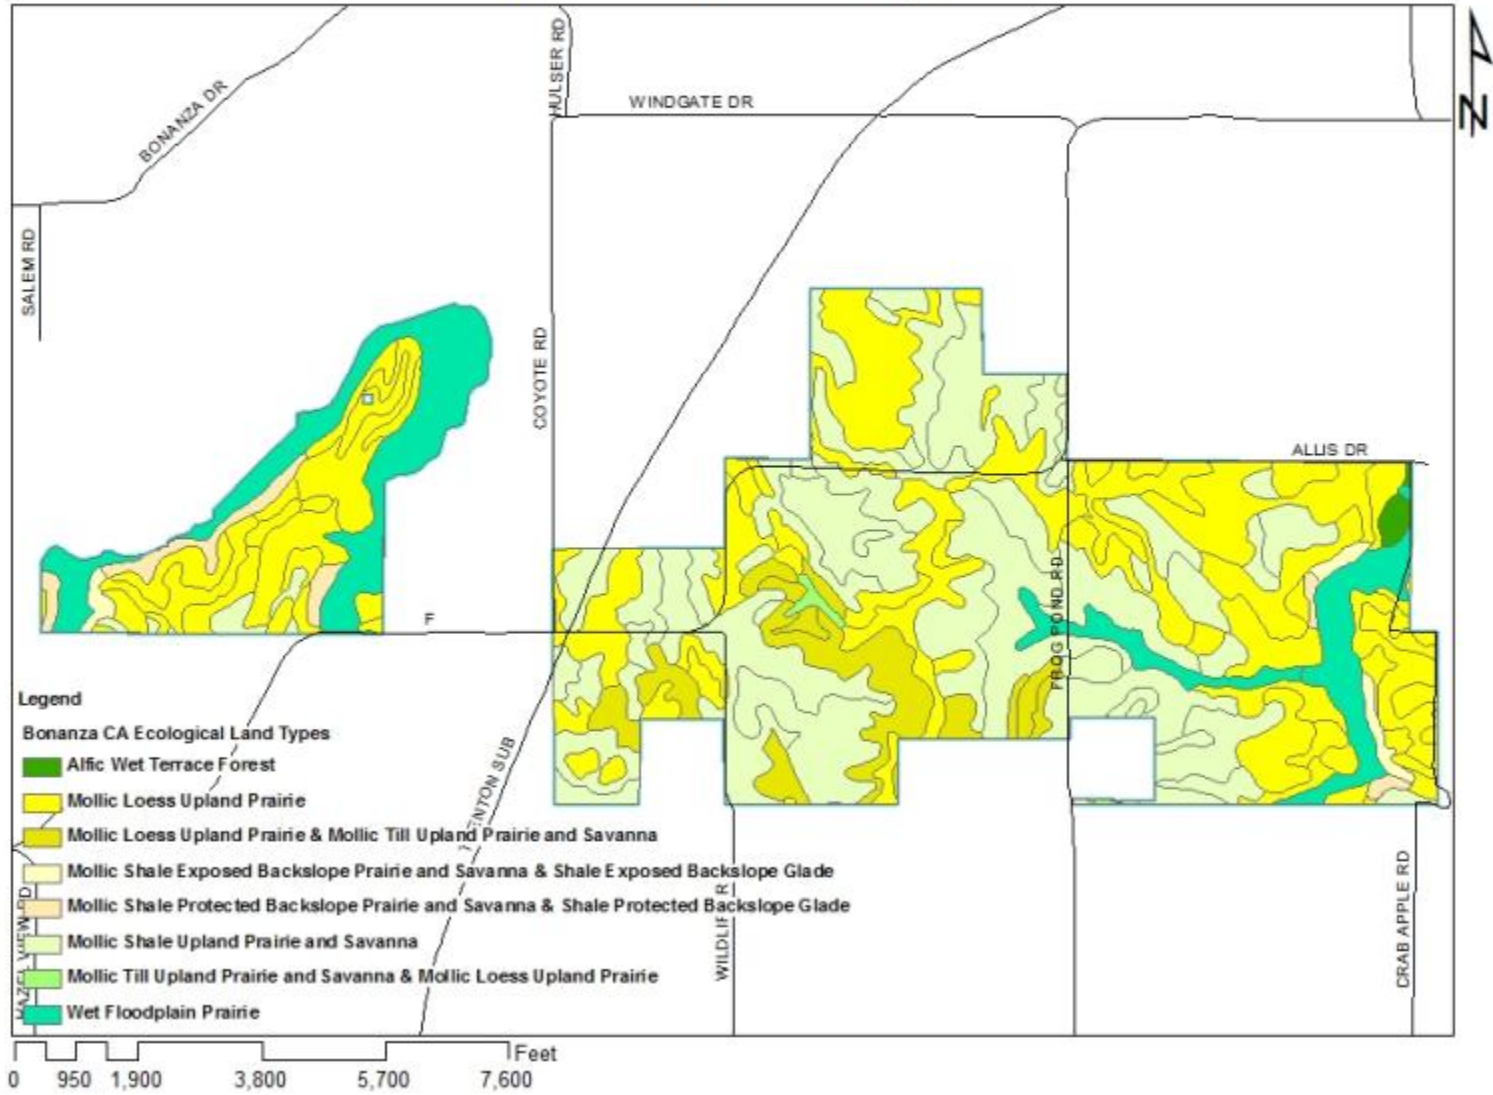 HULSER RD
WINDGATE DR
BONANZA DR
N
SALEM RD
COYOTE RD
ALLIS DR
FROG POND RD
F
Legend
Bonanza CA Ecological Land Types
Alfic Wet Terrace Forest
Mollic Loess Upland Prairie
Mollic Loess Upland Prairie & Mollic Till Upland Prairie and Savanna
Mollic Shale Exposed Backslope Prairie and Savanna & Shale Exposed Backslope Glade
Mollic Shale Protected Backslope Prairie and Savanna & Shale Protected Backslope Glade
Mollic Shale Upland Prairie and Savanna
Mollic Till Upland Prairie and Savanna & Mollic Loess Upland Prairie
Wet Floodplain Prairie
SUB
CRAB APPLE RD
Feet
0 950 1,900 3,800 5,700 7,600